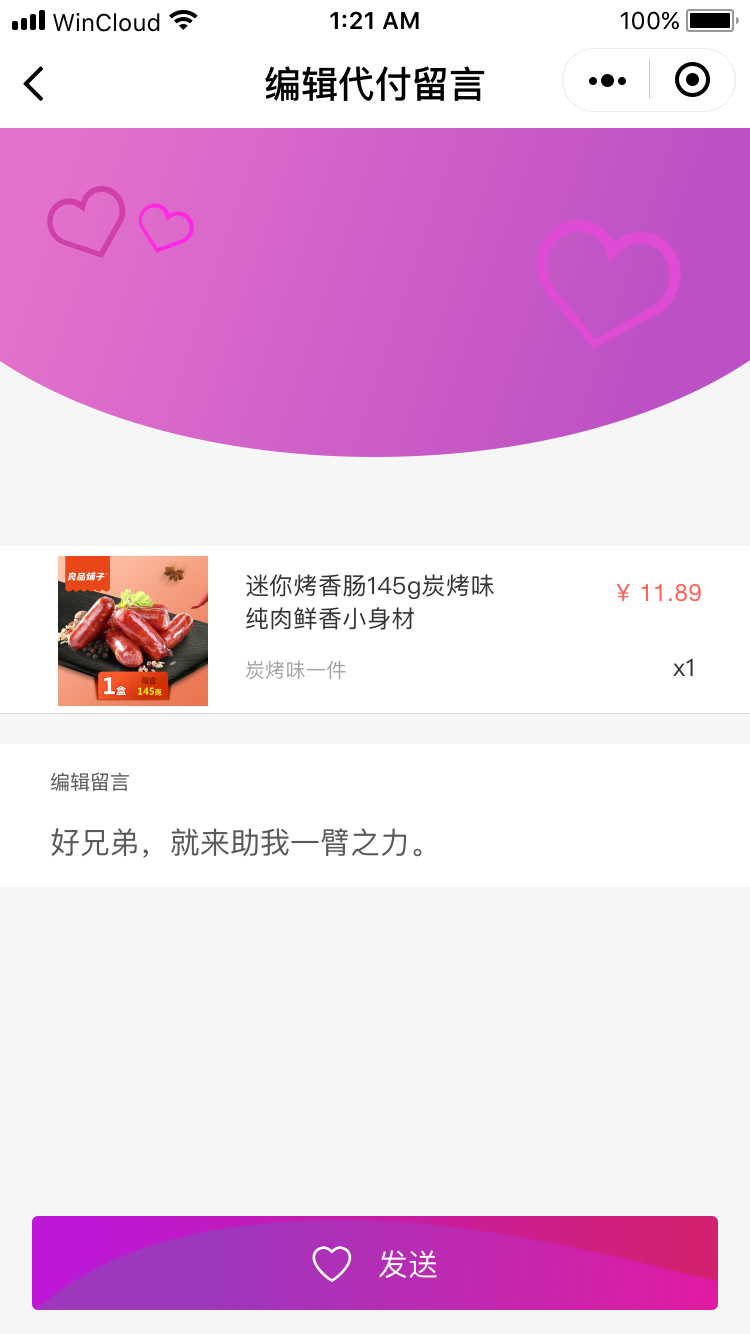 WinCloud 1:21 AM 100%
编辑代付留言
良品铺子
1盒 每盒 145克
迷你烤香肠145g炭烤味
纯肉鲜香小身材
¥ 11.89
炭烤味一件
x1
编辑留言
好兄弟，就来助我一臂之力。
发送